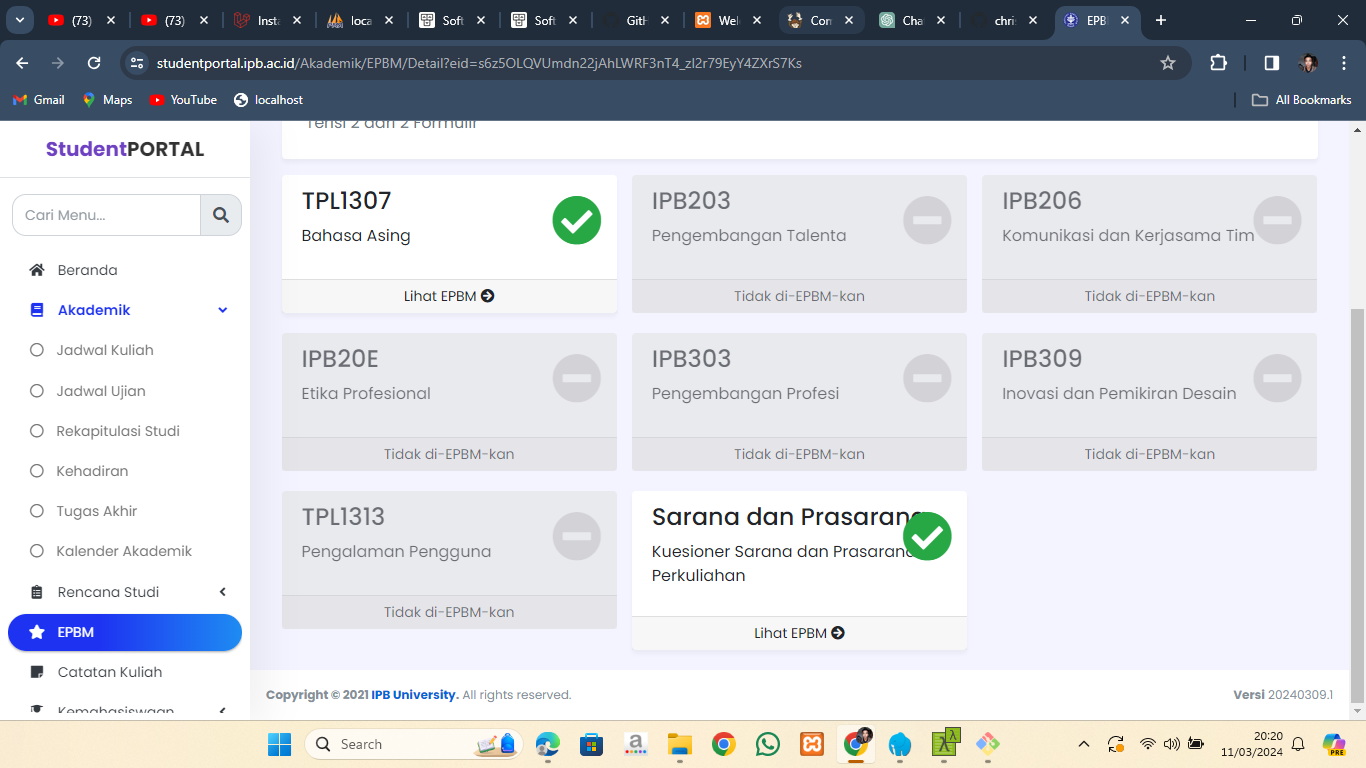 (73)
(73)
Insta
loca
Soft
Soft
GitH
Wel
Con
Cha
chris
EPB
studentportal.ipb.ac.id/Akademik/EPBM/Detail?eid=s6z5OLQVUmdn22jAhLWRF3nT4_zI2r79EyY4ZXrS7Ks
Gmail
Maps
YouTube
localhost
All Bookmarks
StudentPORTAL
Cari Menu...
Beranda
Akademik
Jadwal Kuliah
Jadwal Ujian
Rekapitulasi Studi
Kehadiran
Tugas Akhir
Kalender Akademik
Rencana Studi
EPBM
Catatan Kuliah
Kemahasiswaan
Terisi 2 dari 2 Formulir
TPL1307
Bahasa Asing
Lihat EPBM
IPB203
Pengembangan Talenta
Tidak di-EPBM-kan
IPB206
Komunikasi dan Kerjasama Tim
Tidak di-EPBM-kan
IPB20E
Etika Profesional
Tidak di-EPBM-kan
IPB303
Pengembangan Profesi
Tidak di-EPBM-kan
IPB309
Inovasi dan Pemikiran Desain
Tidak di-EPBM-kan
TPL1313
Pengalaman Pengguna
Tidak di-EPBM-kan
Sarana dan Prasarana
Kuesioner Sarana dan Prasarana
Perkuliahan
Lihat EPBM
Copyright © 2021 IPB University. All rights reserved.
Versi 20240309.1
Search
20:20
11/03/2024
PRE